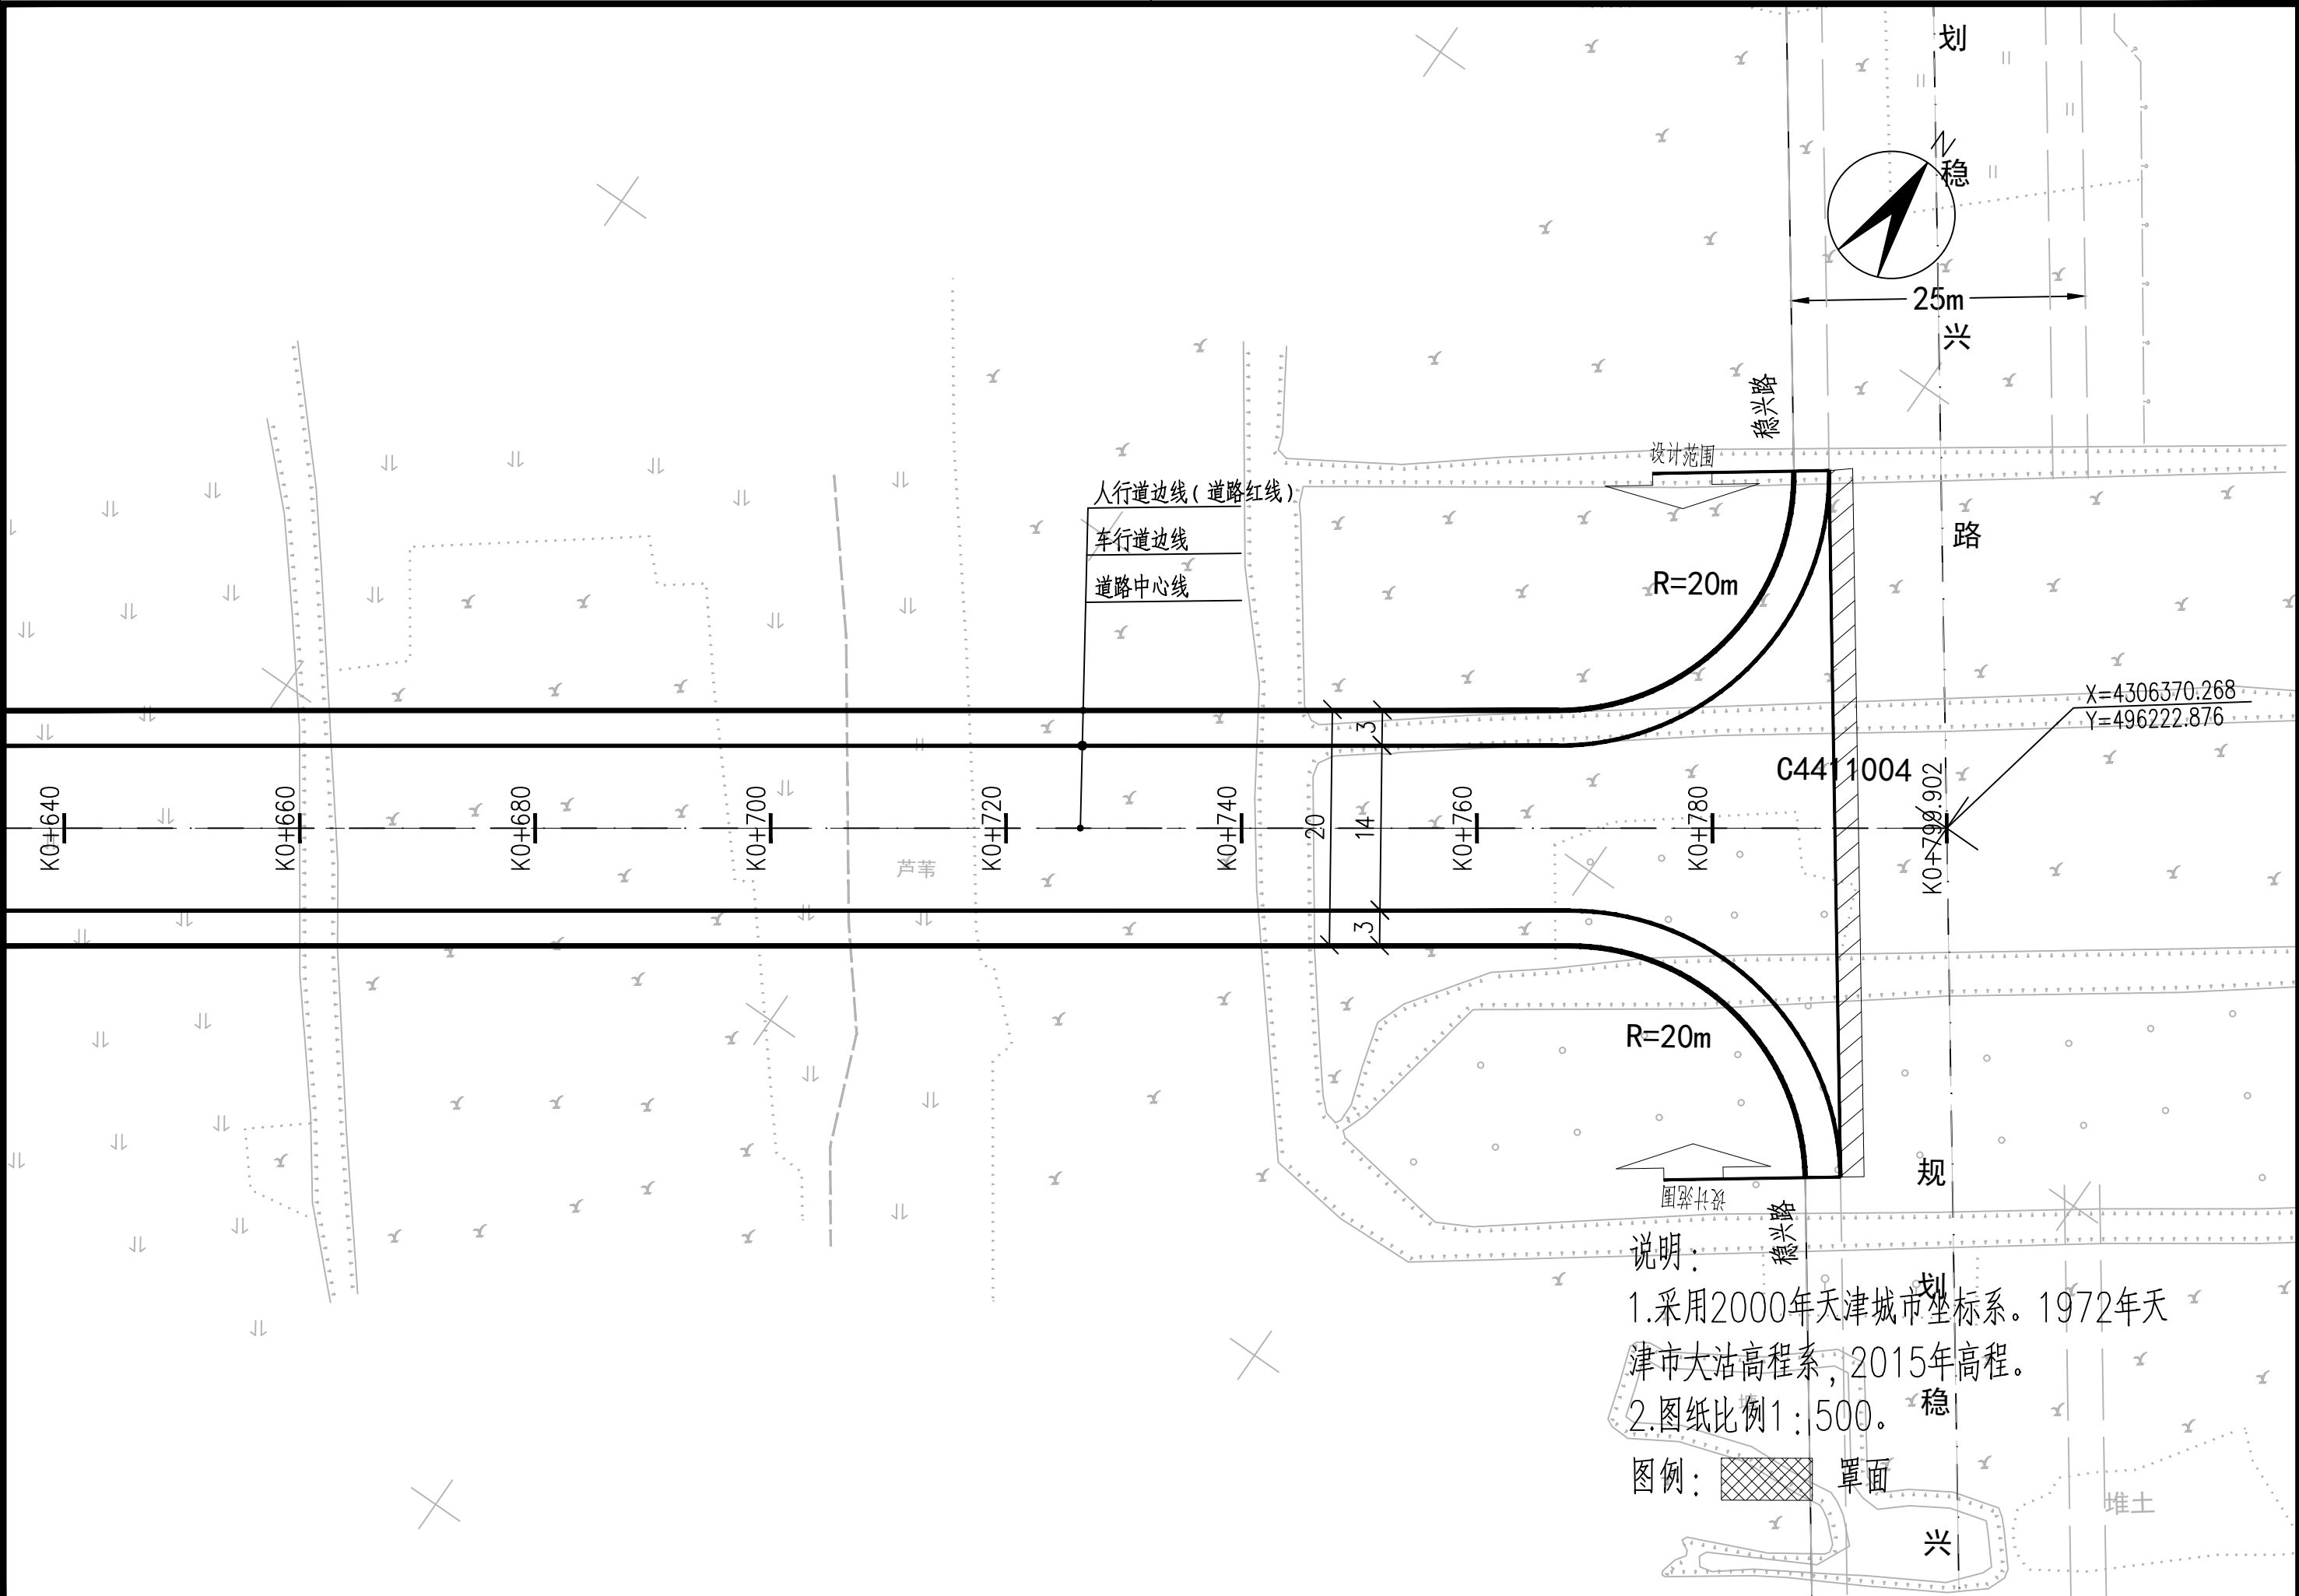 划
N
稳
25m
兴
稳兴路
设计范围
人行道边线(道路红线)
车行道边线
道路中心线
路
R=20m
X=4306370.268
Y=496222.876
3
C4411004
K0+640
K0+660
K0+680
K0+700
K0+720
K0+740
20
14
K0+760
K0+780
K0+799.902
芦苇
3
R=20m
规
设计范围
稳兴路
说明：
划
1.采用2000年天津城市坐标系。1972年天
津市大沽高程系，2015年高程。
稳
2.图纸比例1：500。
图例：
罩面
堆土
兴